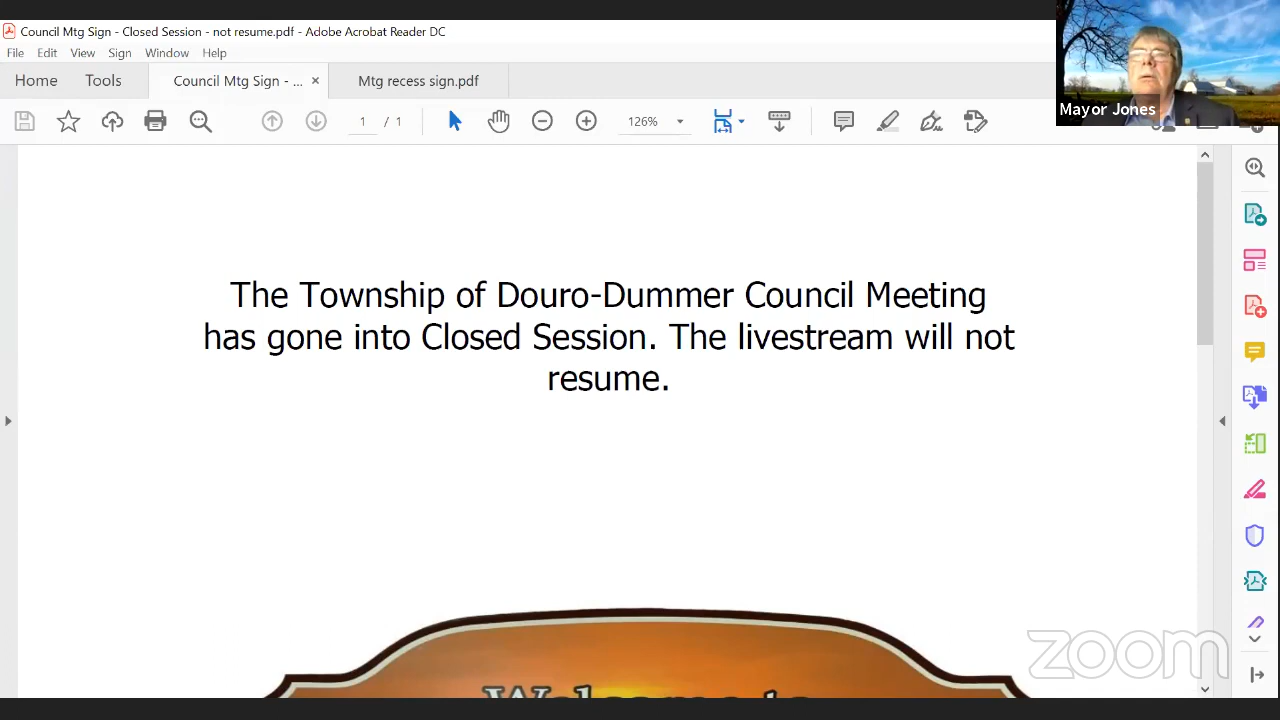 Council Mtg Sign - Closed Session - not resume.pdf - Adobe Acrobat Reader DC
File Edit View Sign Window Help
Home Tools Council Mtg Sign - ... × Mtg recess sign.pdf
Mayor Jones
1 / 1 126%
The Township of Douro-Dummer Council Meeting
has gone into Closed Session. The livestream will not
resume.
zoom
Welcome to